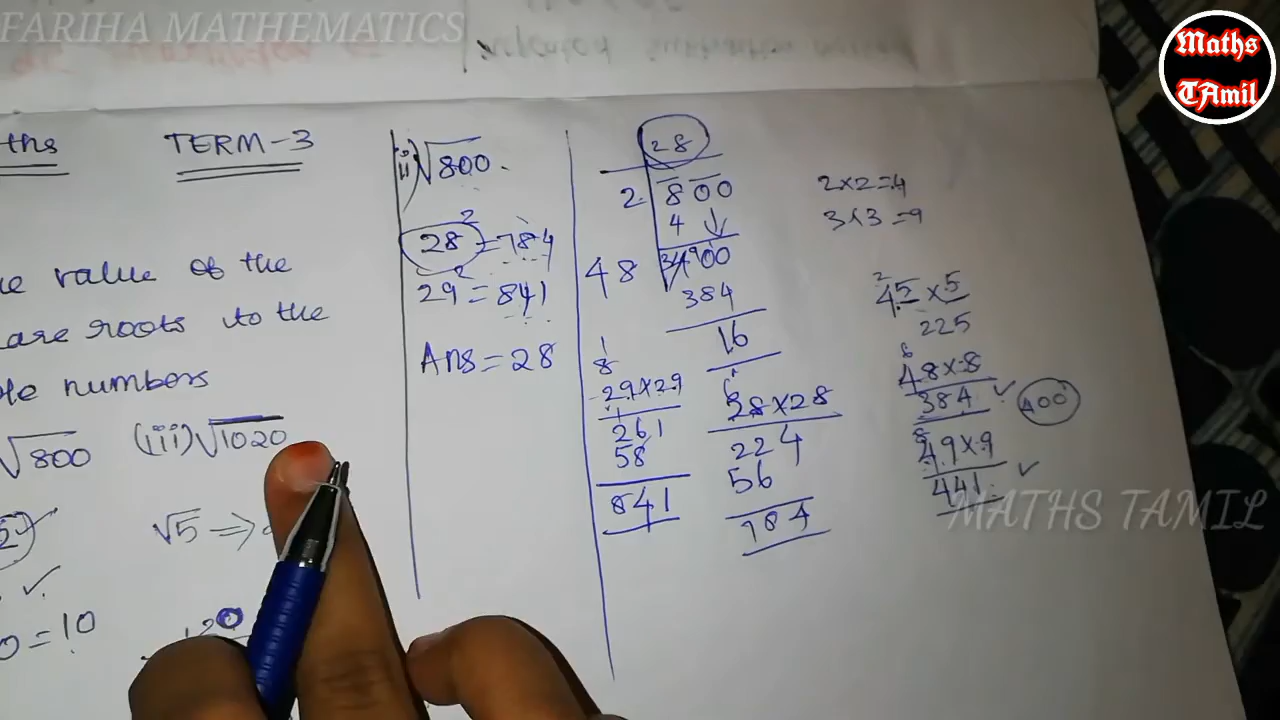 FARIHA MATHEMATICS
Maths
TAmil
ths TERM-3
value of the
are roots to the
numbers
√800 (iii) √1020
√5 ⇒
= 10
ii) √800.
28² = 784
29² = 841
Ans = 28
28
2 800
4
48 400
384
16
29×29
261
58
841
28×28
224
56
784
2×2=4
3×3=9
45×5
225
48×8
384 ✓ 400
49×9
441 ✓
MATHS TAMIL